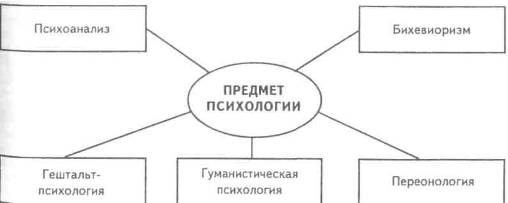 Психоанализ
Бихевиоризм
ПРЕДМЕТ
ПСИХОЛОГИИ
Гештальт-
психология
Гуманистическая
психология
Переонология